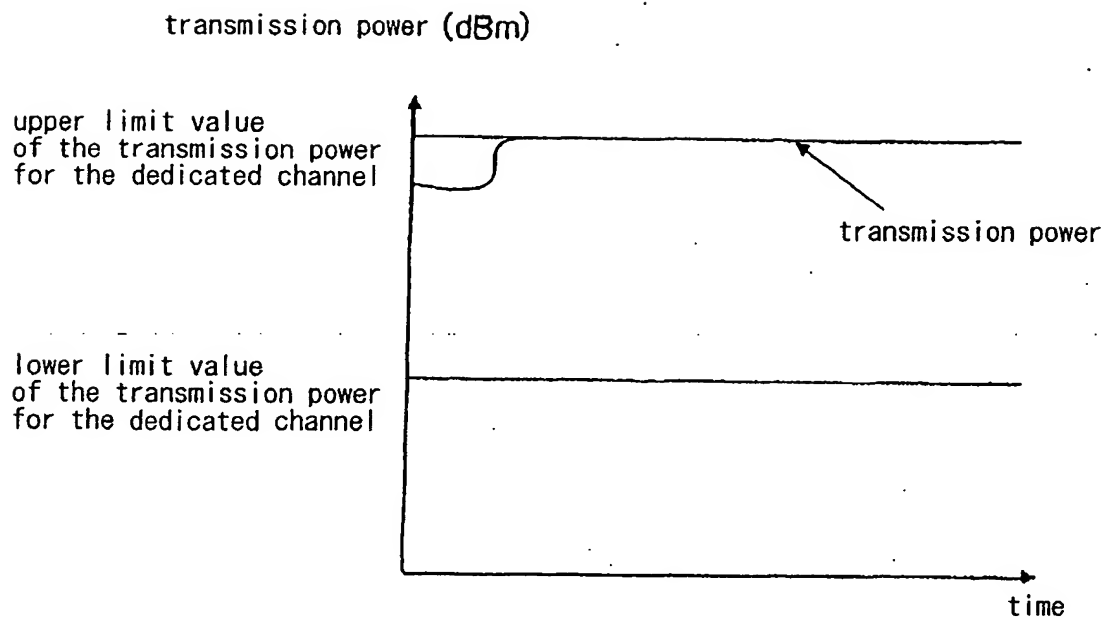 transmission power (dBm)
upper limit value
of the transmission power
for the dedicated channel
transmission power
lower limit value
of the transmission power
for the dedicated channel
time